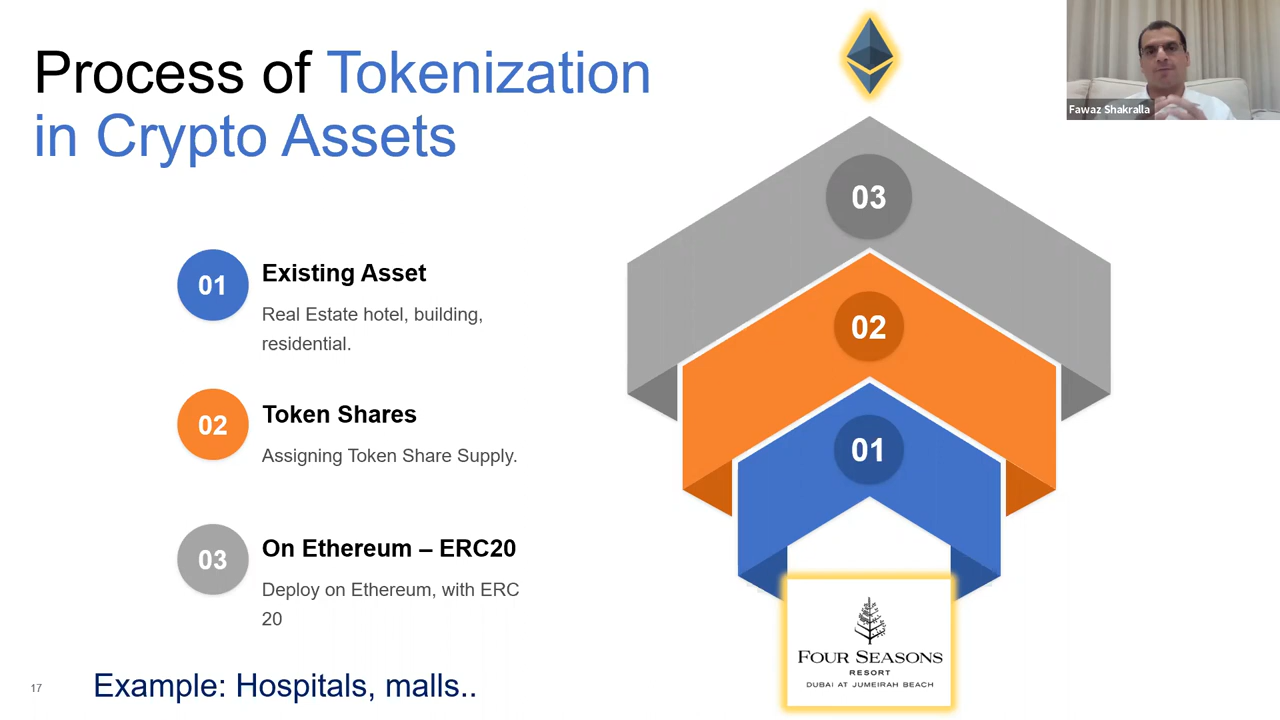 Process of Tokenization
in Crypto Assets
Fawaz Shakralla
01
Existing Asset
Real Estate hotel, building,
residential.
02
Token Shares
Assigning Token Share Supply.
03
On Ethereum – ERC20
Deploy on Ethereum, with ERC
20
03
02
01
FOUR SEASONS
RESORT
DUBAI AT JUMEIRAH BEACH
17
Example: Hospitals, malls..